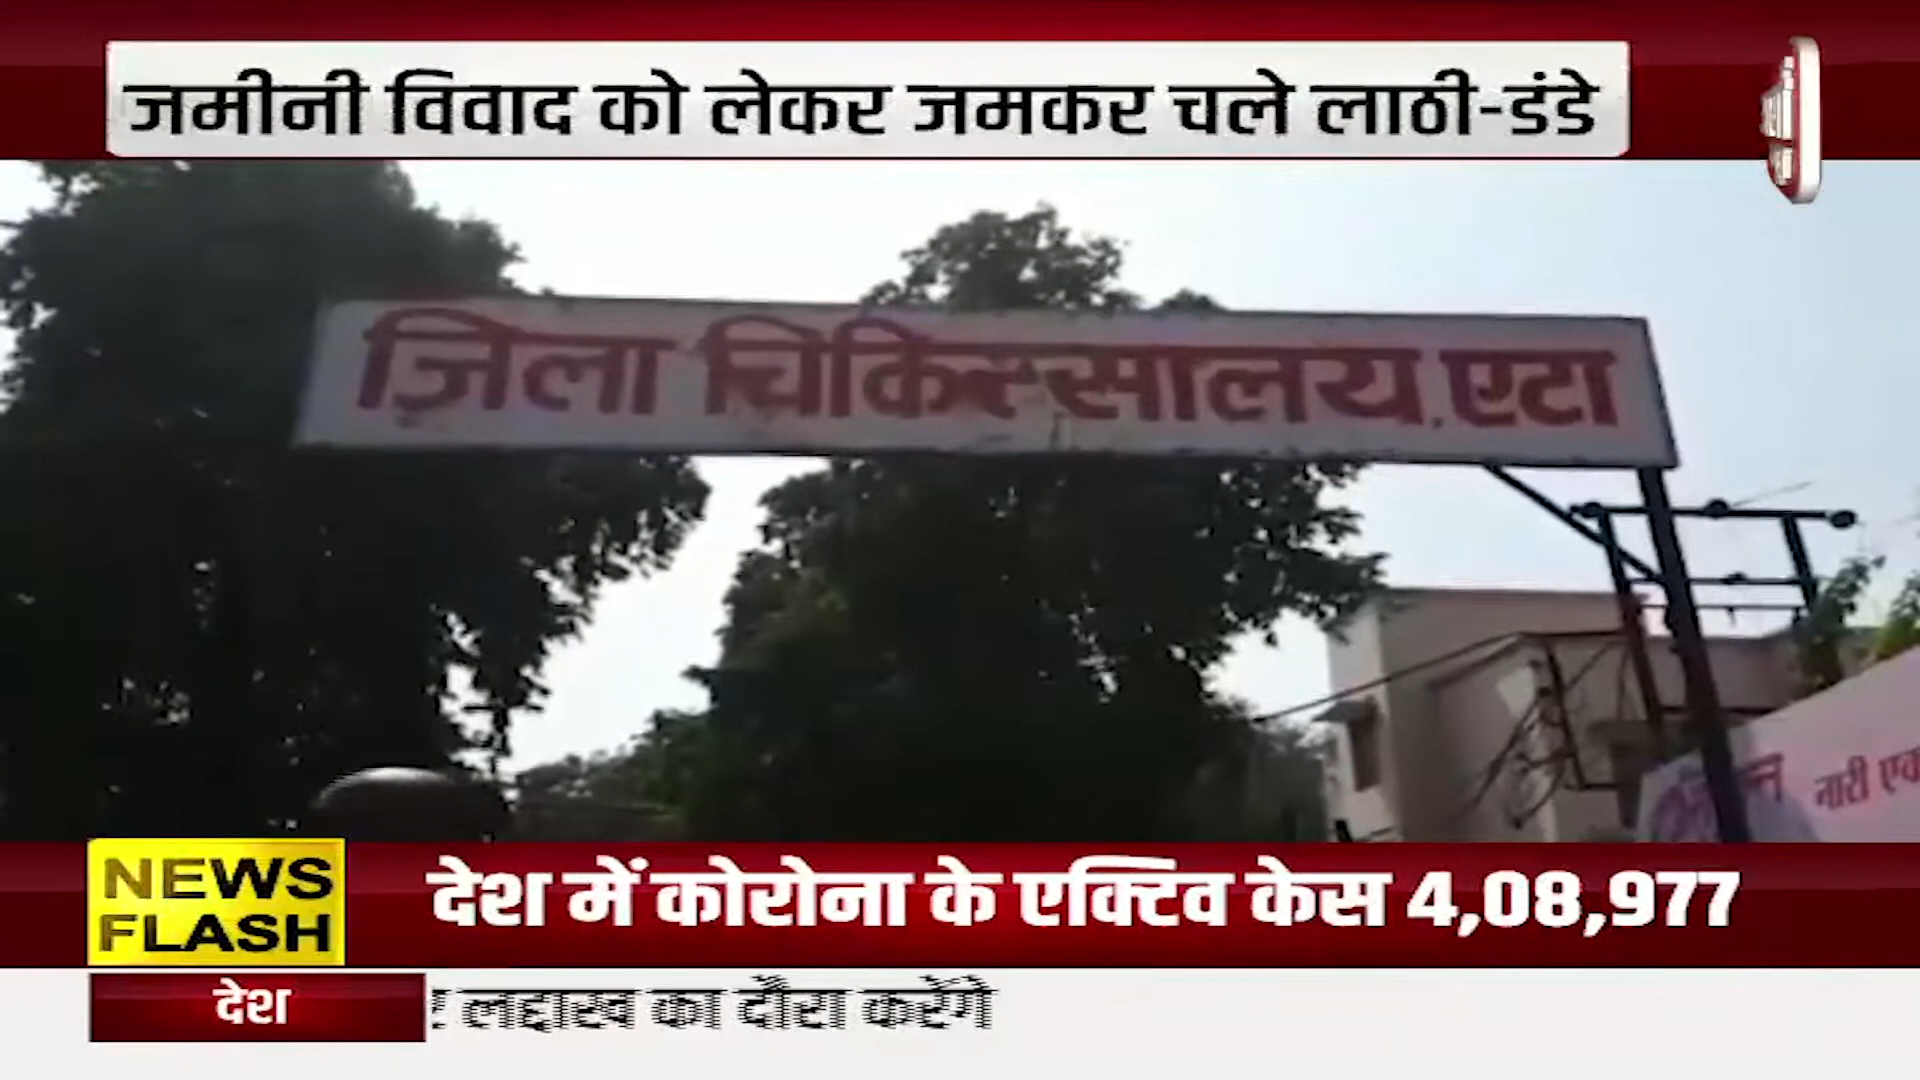 जमीनी विवाद को लेकर जमकर चले लाठी-डंडे
ज़िला चिकित्सालय, एटा
नारी
NEWS
FLASH
देश में कोरोना के एक्टिव केस 4,08,977
देश
लद्दाख का दौरा करेंगे